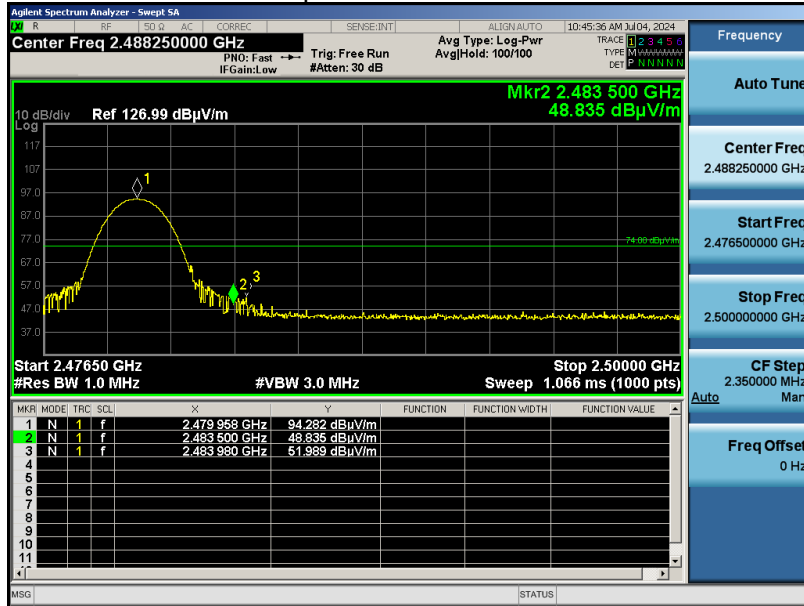 Agilent Spectrum Analyzer - Swept SA
R RF 50 Ω AC CORREC SENSE:INT ALIGN AUTO 10:45:36 AM Jul 04, 2024
Center Freq 2.488250000 GHz
PNO: Fast
IFGain:Low
Trig: Free Run
#Atten: 30 dB
Avg Type: Log-Pwr
Avg|Hold: 100/100
TRACE 1 2 3 4 5 6
TYPE M
DET P N N N N N
Mkr2 2.483 500 GHz
48.835 dBµV/m
10 dB/div Ref 126.99 dBµV/m
Log
117
107
97.0
87.0
77.0
67.0
57.0
47.0
37.0
1
2
3
74.00 dBµV/m
Start 2.47650 GHz Stop 2.50000 GHz
#Res BW 1.0 MHz #VBW 3.0 MHz Sweep 1.066 ms (1000 pts)
MKR MODE TRC SCL X Y FUNCTION FUNCTION WIDTH FUNCTION VALUE
1 N 1 f 2.479 958 GHz 94.282 dBµV/m
2 N 1 f 2.483 500 GHz 48.835 dBµV/m
3 N 1 f 2.483 980 GHz 51.989 dBµV/m
4
5
6
7
8
9
10
11
MSG STATUS
Frequency
Auto Tune
Center Freq
2.488250000 GHz
Start Freq
2.476500000 GHz
Stop Freq
2.500000000 GHz
CF Step
2.350000 MHz
Auto Man
Freq Offset
0 Hz